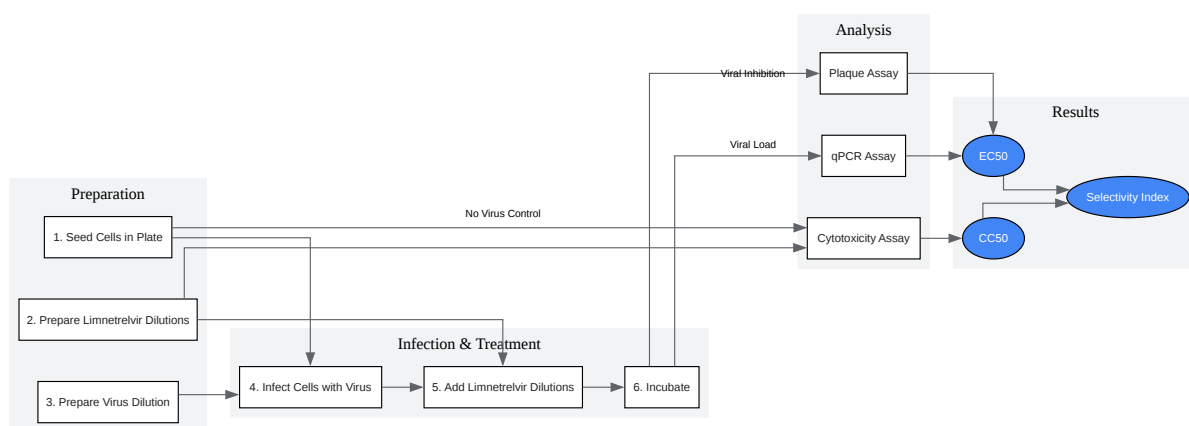 Analysis
Viral Inhibition
Plaque Assay
Results
Viral Load
qPCR Assay
EC50
Preparation
Selectivity Index
No Virus Control
1. Seed Cells in Plate
Cytotoxicity Assay
CC50
2. Prepare Limnetrelvir Dilutions
Infection & Treatment
4. Infect Cells with Virus
5. Add Limnetrelvir Dilutions
6. Incubate
3. Prepare Virus Dilution